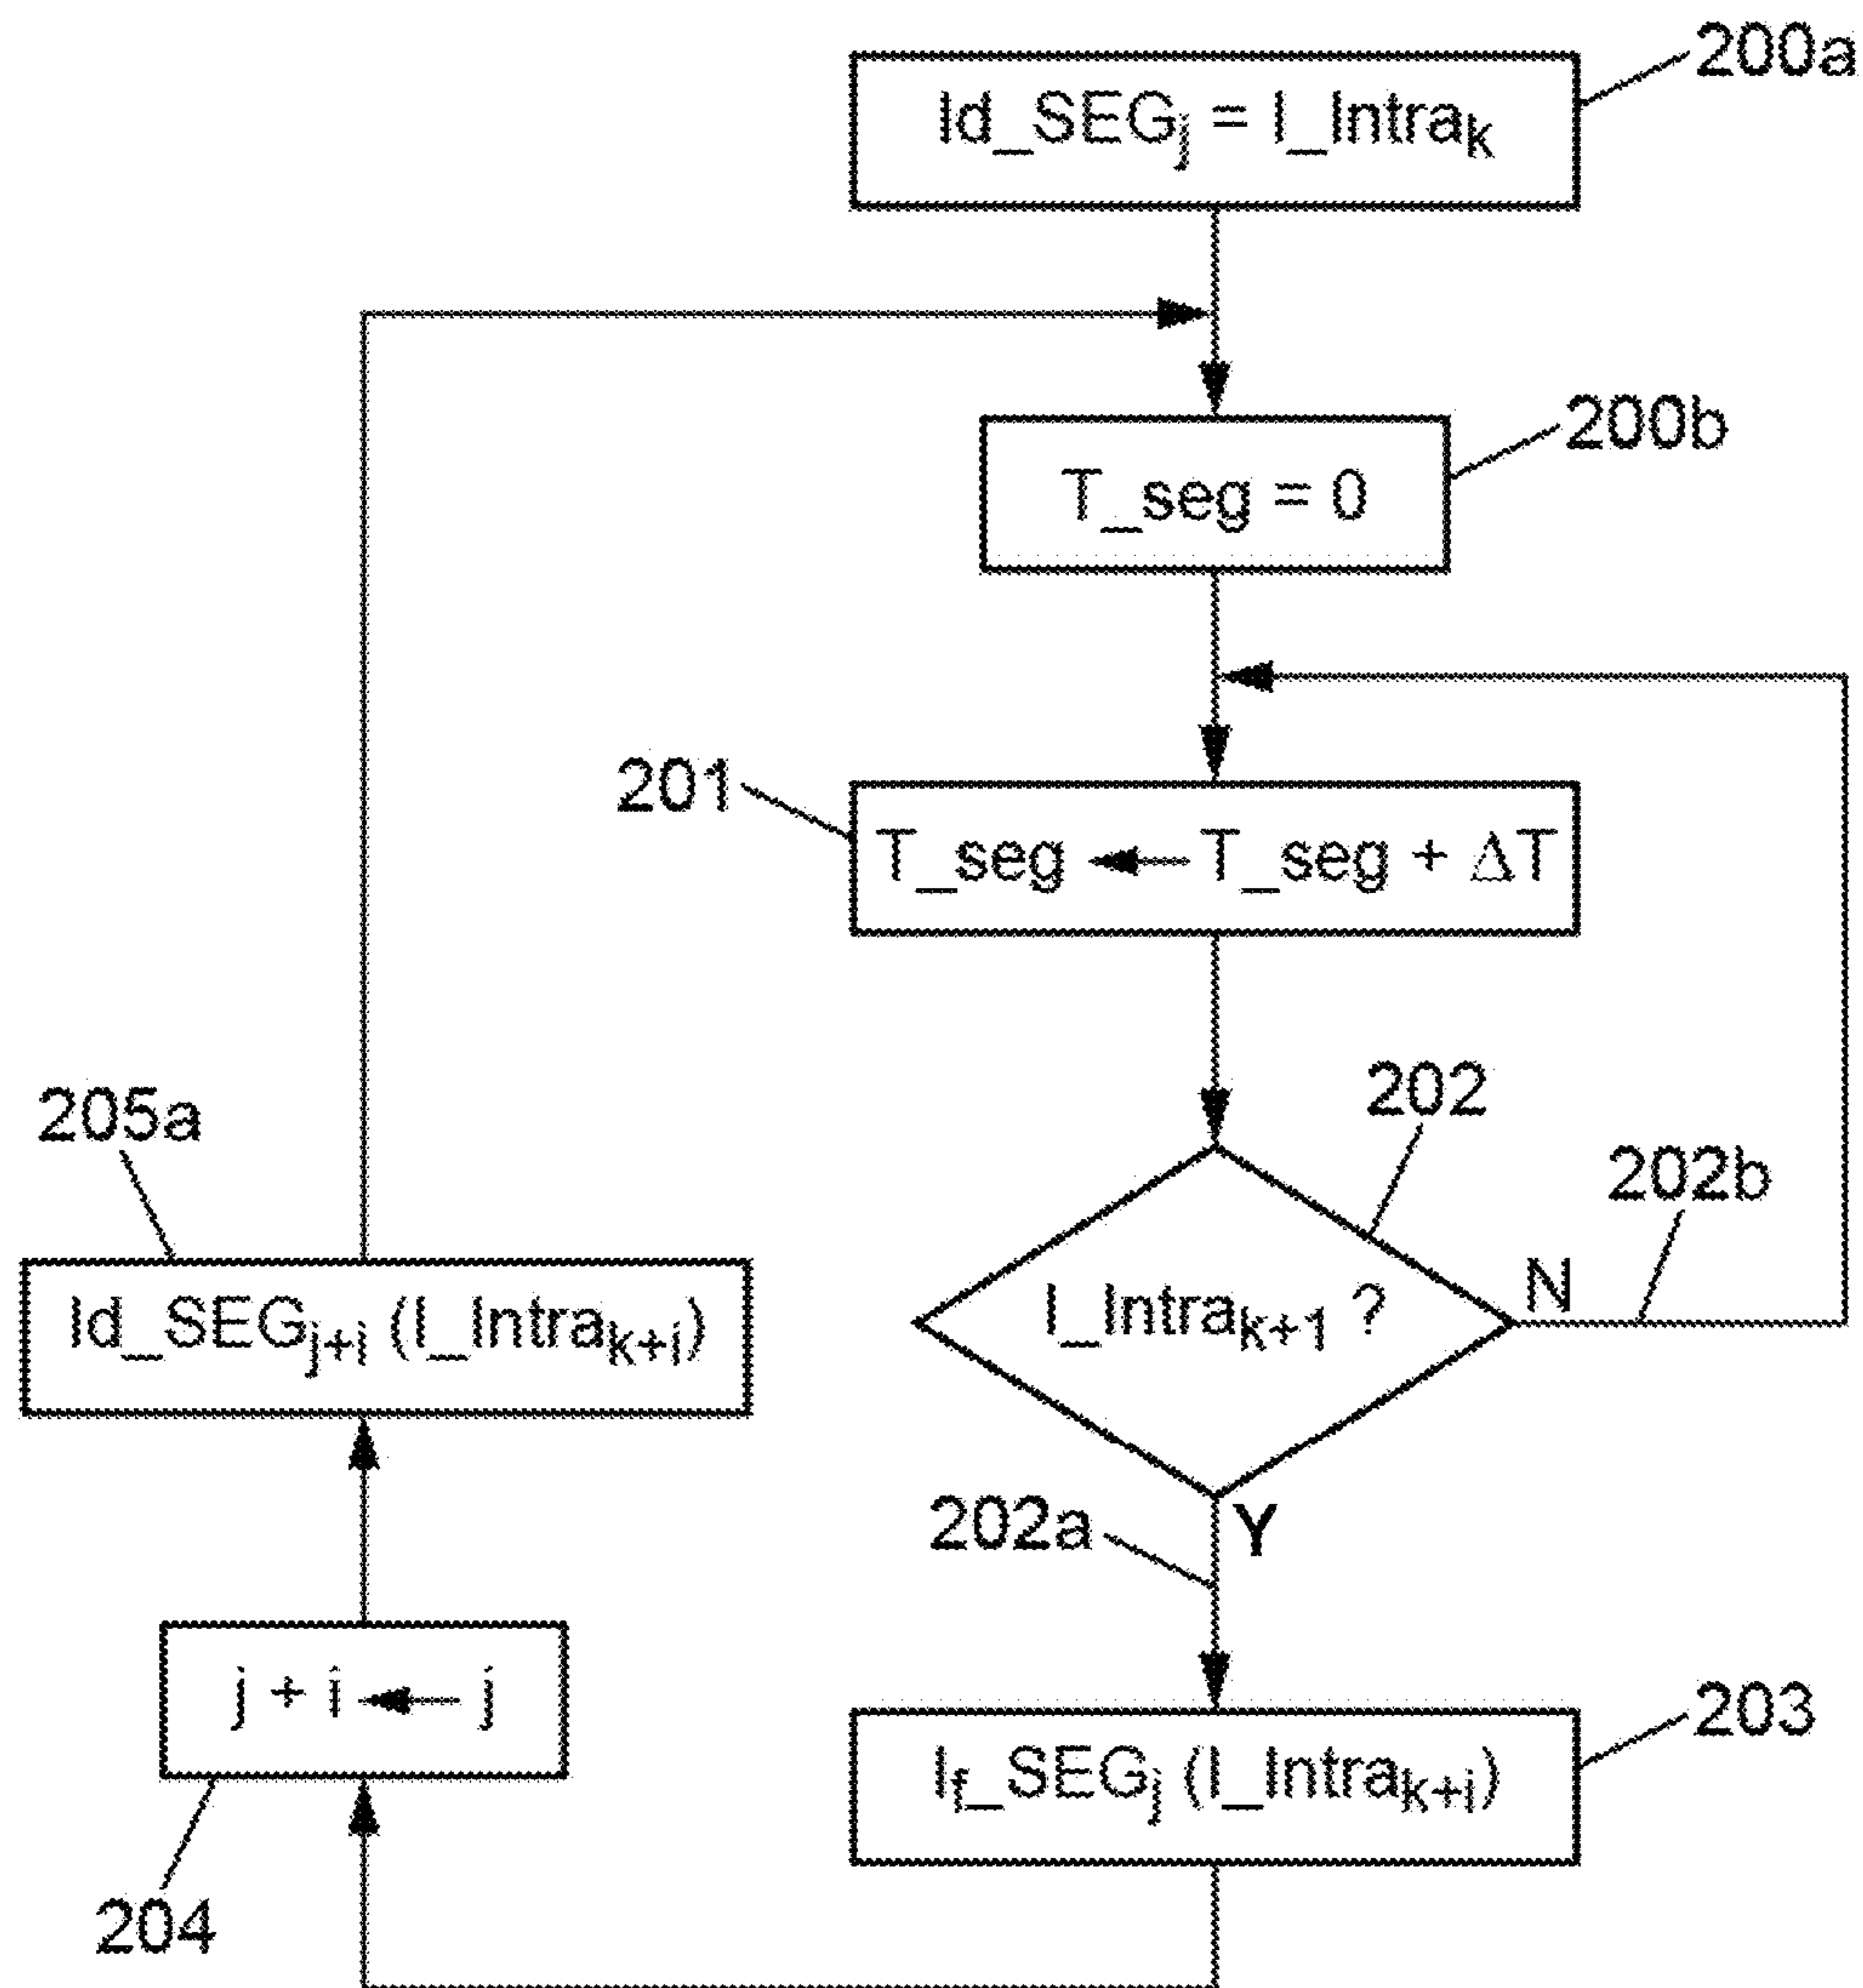 200a
Id_SEGj = I_Intrak
200b
T_seg = 0
201
T_seg ← T_seg + ΔT
202
202b
205a
I_Intrak+1 ?
N
Id_SEGj+i (I_Intrak+i)
202a
Y
j + i ← j
203
If_SEGj (I_Intrak+i)
204